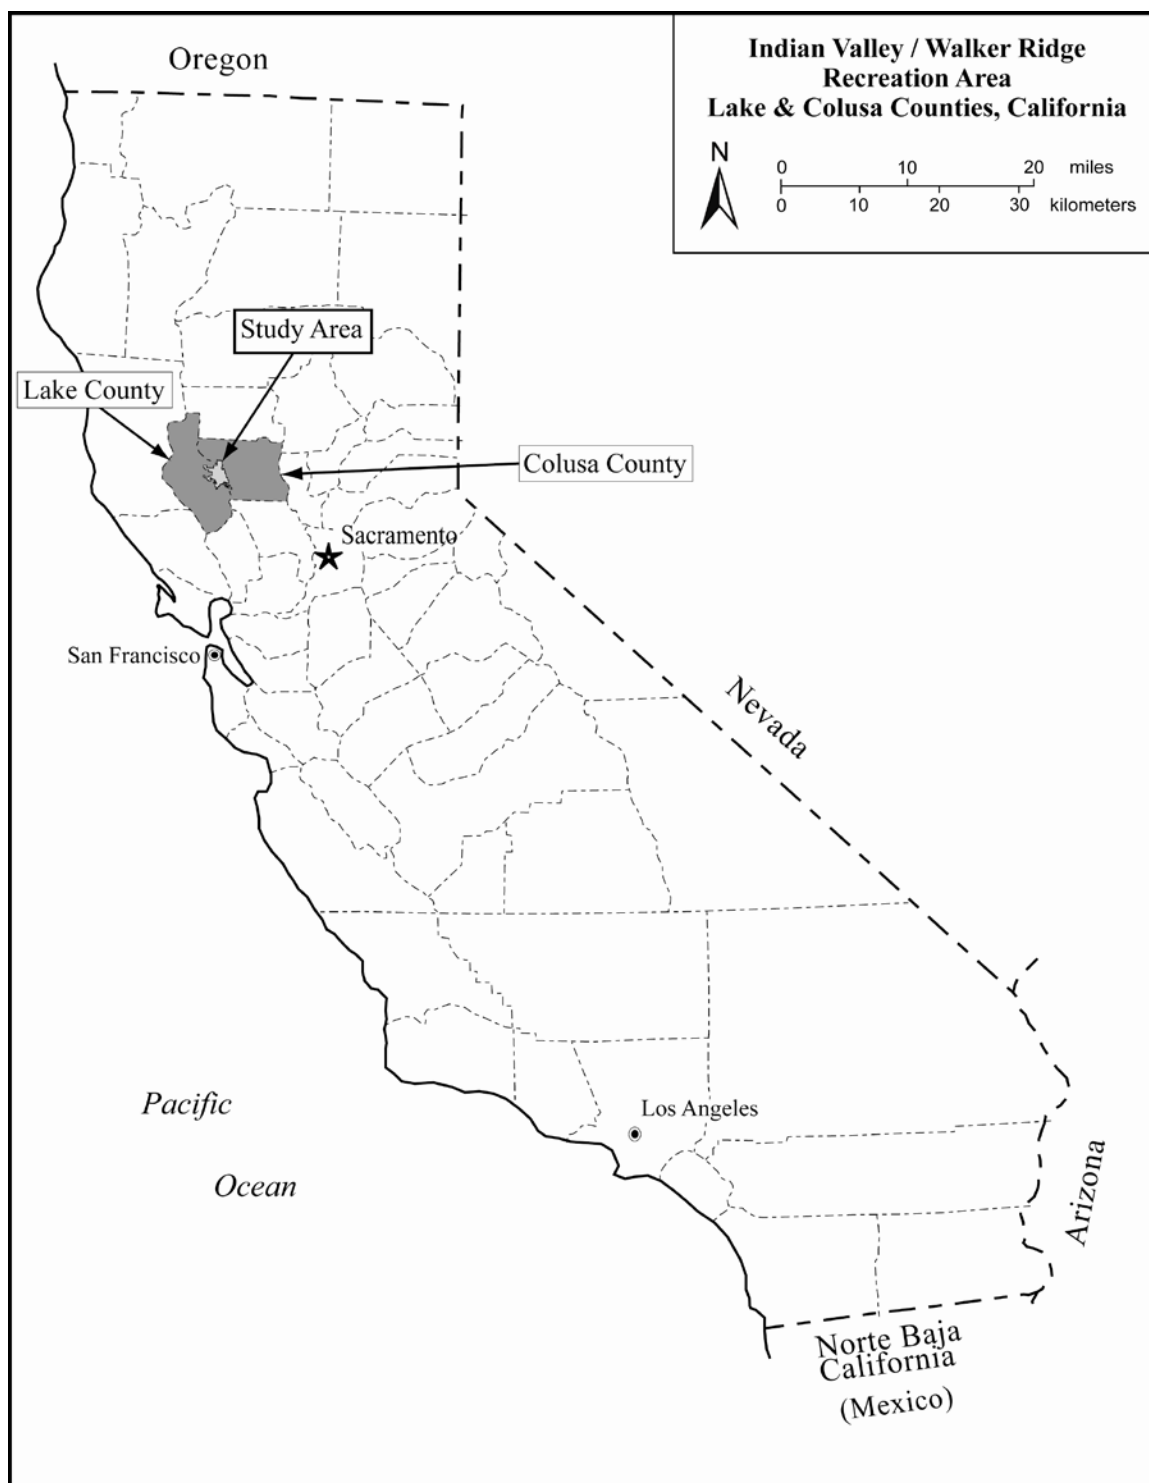 Oregon
Indian Valley / Walker Ridge
Recreation Area
Lake & Colusa Counties, California
N
0 10 20 miles
0 10 20 30 kilometers
Study Area
Lake County
Colusa County
Sacramento
San Francisco
Nevada
Pacific
Ocean
Los Angeles
Arizona
Norte Baja
California
(Mexico)